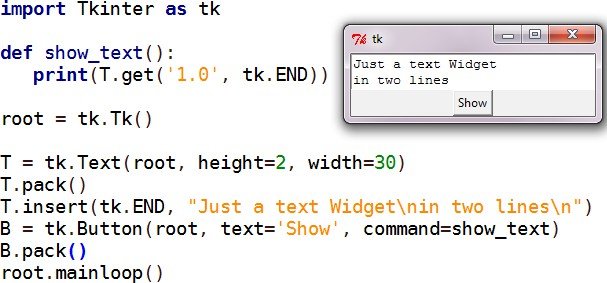 import Tkinter as tk
def show_text():
    print(T.get('1.0', tk.END))
root = tk.Tk()
T = tk.Text(root, height=2, width=30)
T.pack()
T.insert(tk.END, "Just a text Widget\nin two lines\n")
B = tk.Button(root, text='Show', command=show_text)
B.pack()
root.mainloop()
tk
Just a text Widget
in two lines
Show